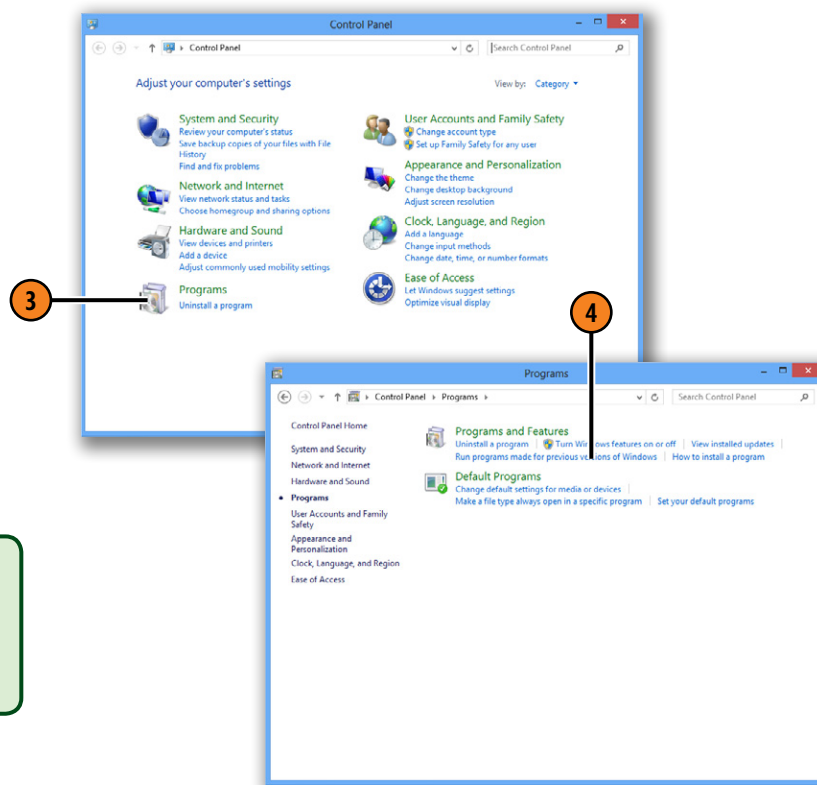 Control Panel
Control Panel
Search Control Panel
Adjust your computer's settings
View by: Category
System and Security
Review your computer's status
Save backup copies of your files with File
History
Find and fix problems
Network and Internet
View network status and tasks
Choose homegroup and sharing options
Hardware and Sound
View devices and printers
Add a device
Adjust commonly used mobility settings
Programs
Uninstall a program
User Accounts and Family Safety
Change account type
Set up Family Safety for any user
Appearance and Personalization
Change the theme
Change desktop background
Adjust screen resolution
Clock, Language, and Region
Add a language
Change input methods
Change date, time, or number formats
Ease of Access
Let Windows suggest settings
Optimize visual display
3
4
Programs
Control Panel Programs
Search Control Panel
Control Panel Home
System and Security
Network and Internet
Hardware and Sound
Programs
User Accounts and Family
Safety
Appearance and
Personalization
Clock, Language, and Region
Ease of Access
Programs and Features
Uninstall a program Turn Windows features on or off View installed updates
Run programs made for previous versions of Windows How to install a program
Default Programs
Change default settings for media or devices
Make a file type always open in a specific program Set your default programs